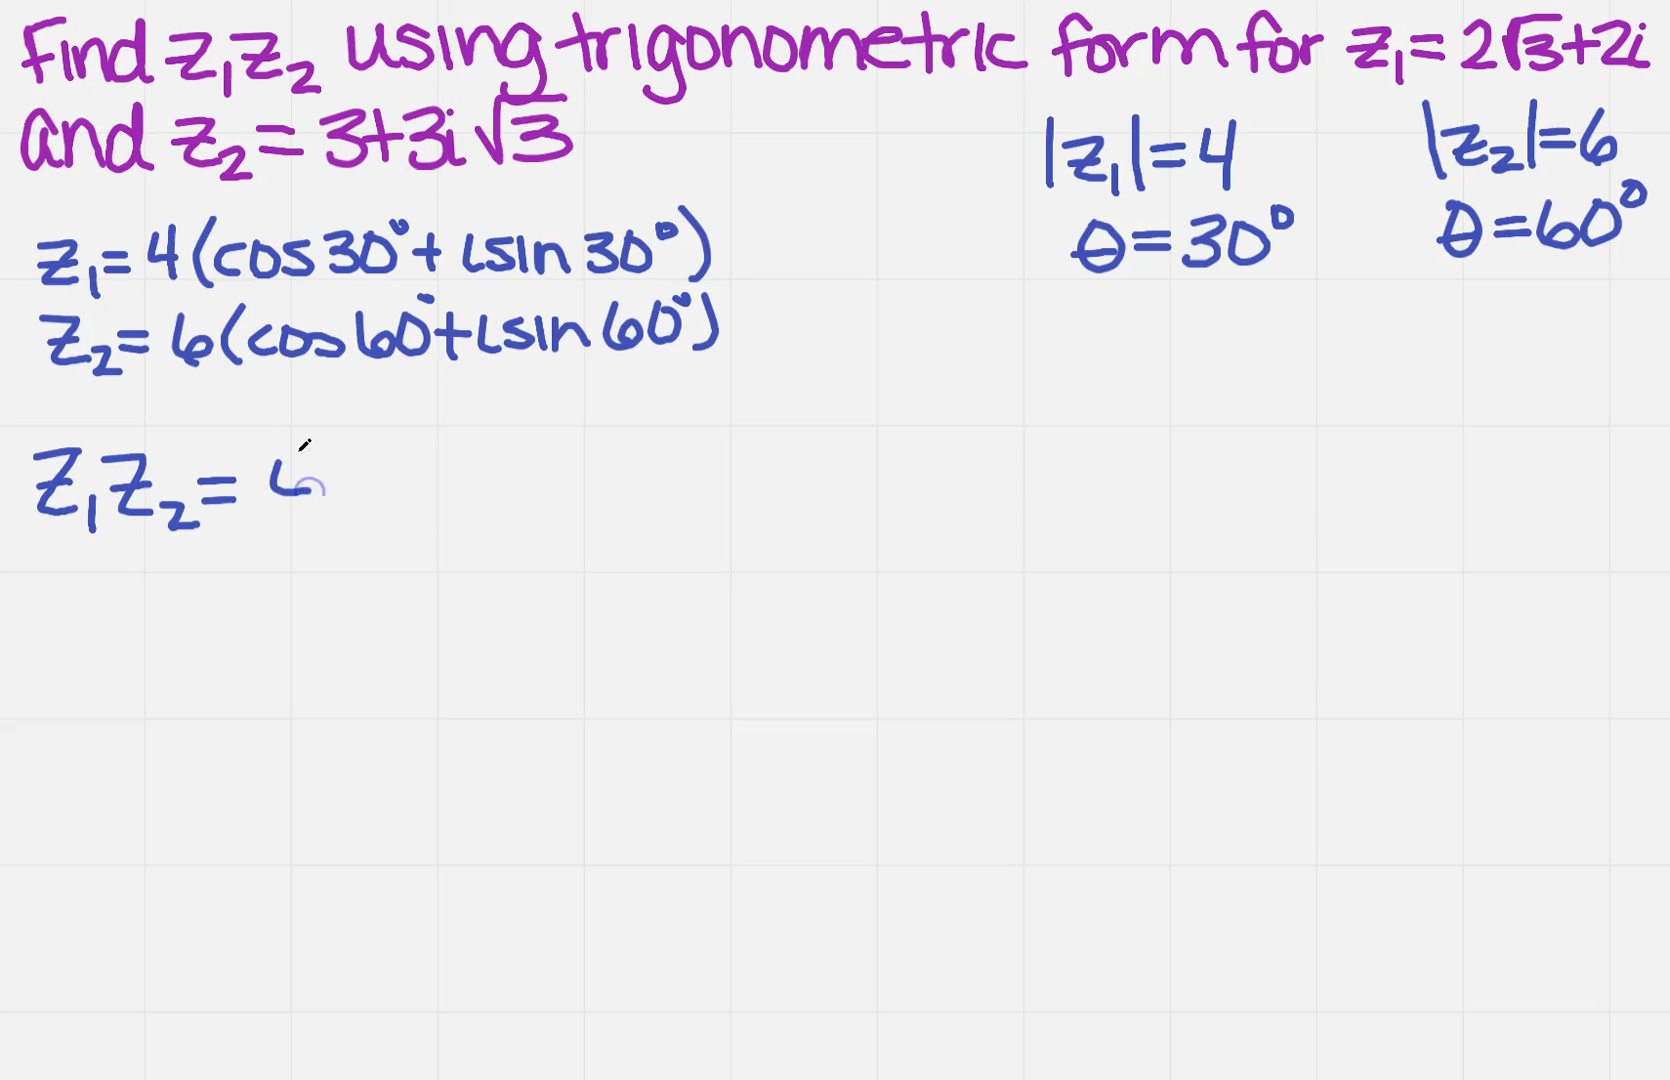 Find z₁z₂ using trigonometric form for z₁= 2√3+2i
and z₂ = 3+3i√3
|z₁|=4
|z₂|=6
θ=30°
θ=60°
z₁=4(cos30°+isin30°)
z₂=6(cos60°+isin60°)
z₁z₂= 4